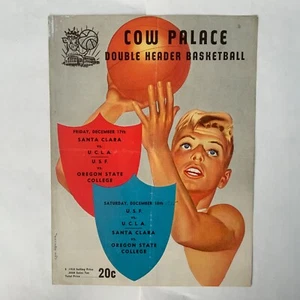 COW PALACE
DOUBLE HEADER BASKETBALL
FRIDAY, DECEMBER 17th
SANTA CLARA
vs
U.C.L.A.
U.S.F.
vs
OREGON STATE
COLLEGE
SATURDAY, DECEMBER 18th
U.S.F.
vs
U.C.L.A.
SANTA CLARA
vs
OREGON STATE
COLLEGE
20c